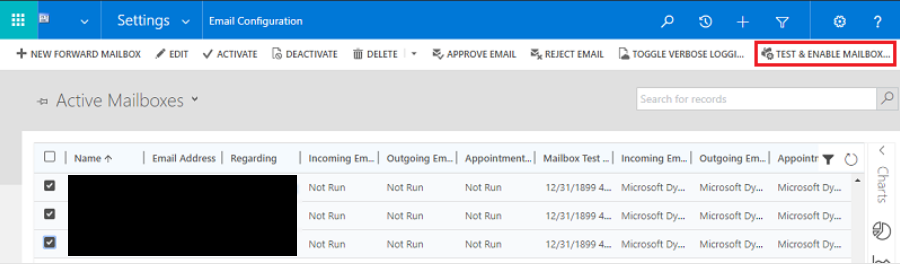 Settings Email Configuration ?
NEW FORWARD MAILBOX EDIT ACTIVATE DEACTIVATE DELETE APPROVE EMAIL REJECT EMAIL TOGGLE VERBOSE LOGGI... TEST & ENABLE MAILBOX...
Active Mailboxes Search for records
Name Email Address Regarding Incoming Em... Outgoing Em... Appointment... Mailbox Test ... Incoming Em... Outgoing Em... Appointm
Not Run Not Run Not Run 12/31/1899 4... Microsoft Dy... Microsoft Dy... Microsoft Dy...
Not Run Not Run Not Run 12/31/1899 4... Microsoft Dy... Microsoft Dy... Microsoft Dy...
Not Run Not Run Not Run 12/31/1899 4... Microsoft Dy... Microsoft Dy... Microsoft Dy...
Charts